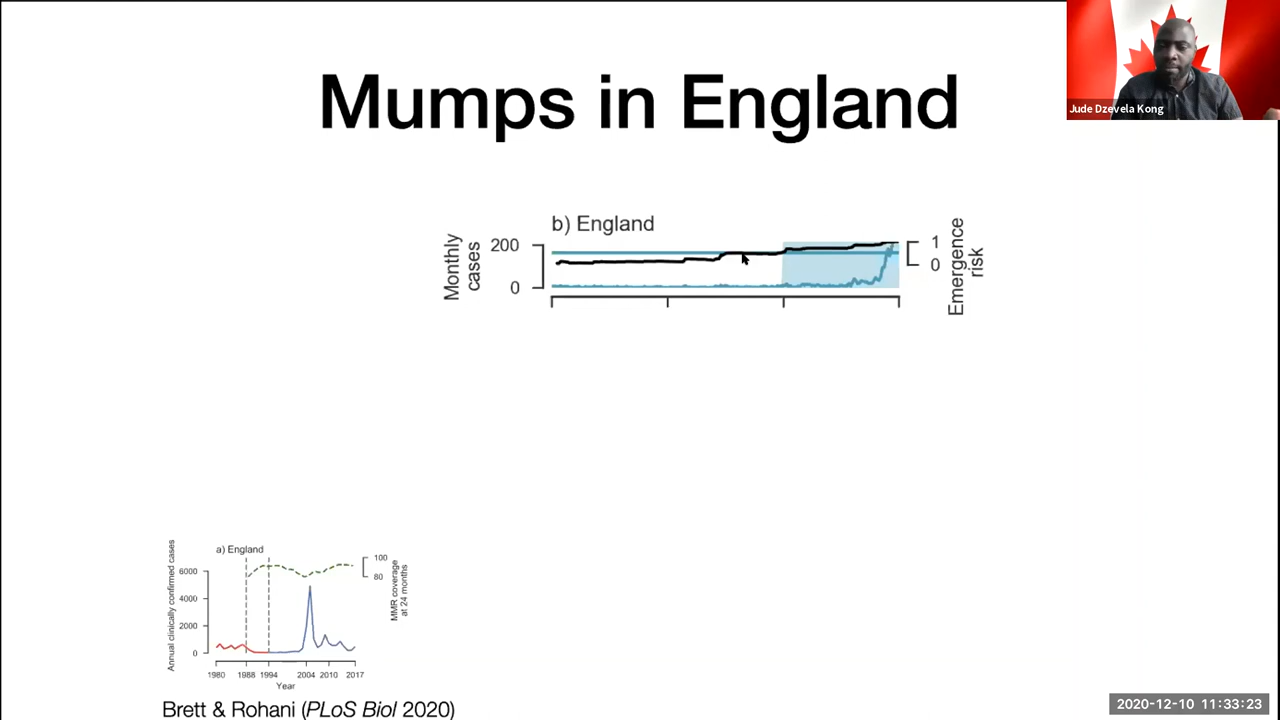 Mumps in England
Jude Dzevela Kong
b) England
Monthly
cases
200
0
1
0
Emergence
risk
a) England
Annual clinically confirmed cases
6000
4000
2000
0
100
80
MMR coverage
at 24 months
1980 1988 1994 2004 2010 2017
Year
Brett & Rohani (PLoS Biol 2020)
2020-12-10 11:33:23